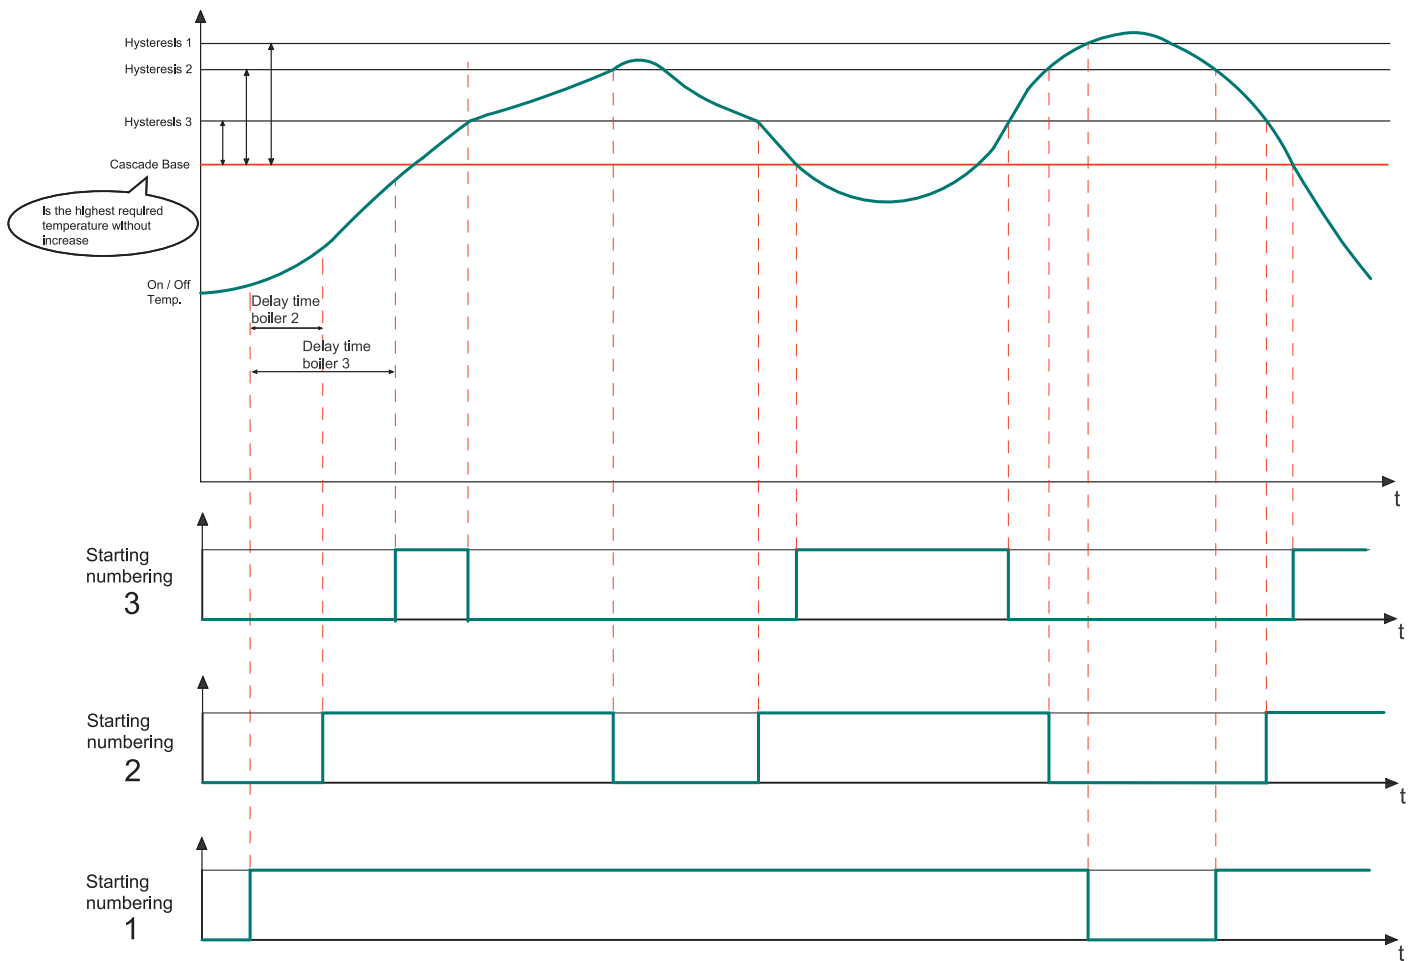 Hysteresis 1
Hysteresis 2
Hysteresis 3
Cascade Base
Is the highest required
temperature without
increase
On / Off
Temp.
Delay time
boiler 2
Delay time
boiler 3
t
Starting
numbering
3
t
Starting
numbering
2
t
Starting
numbering
1
t